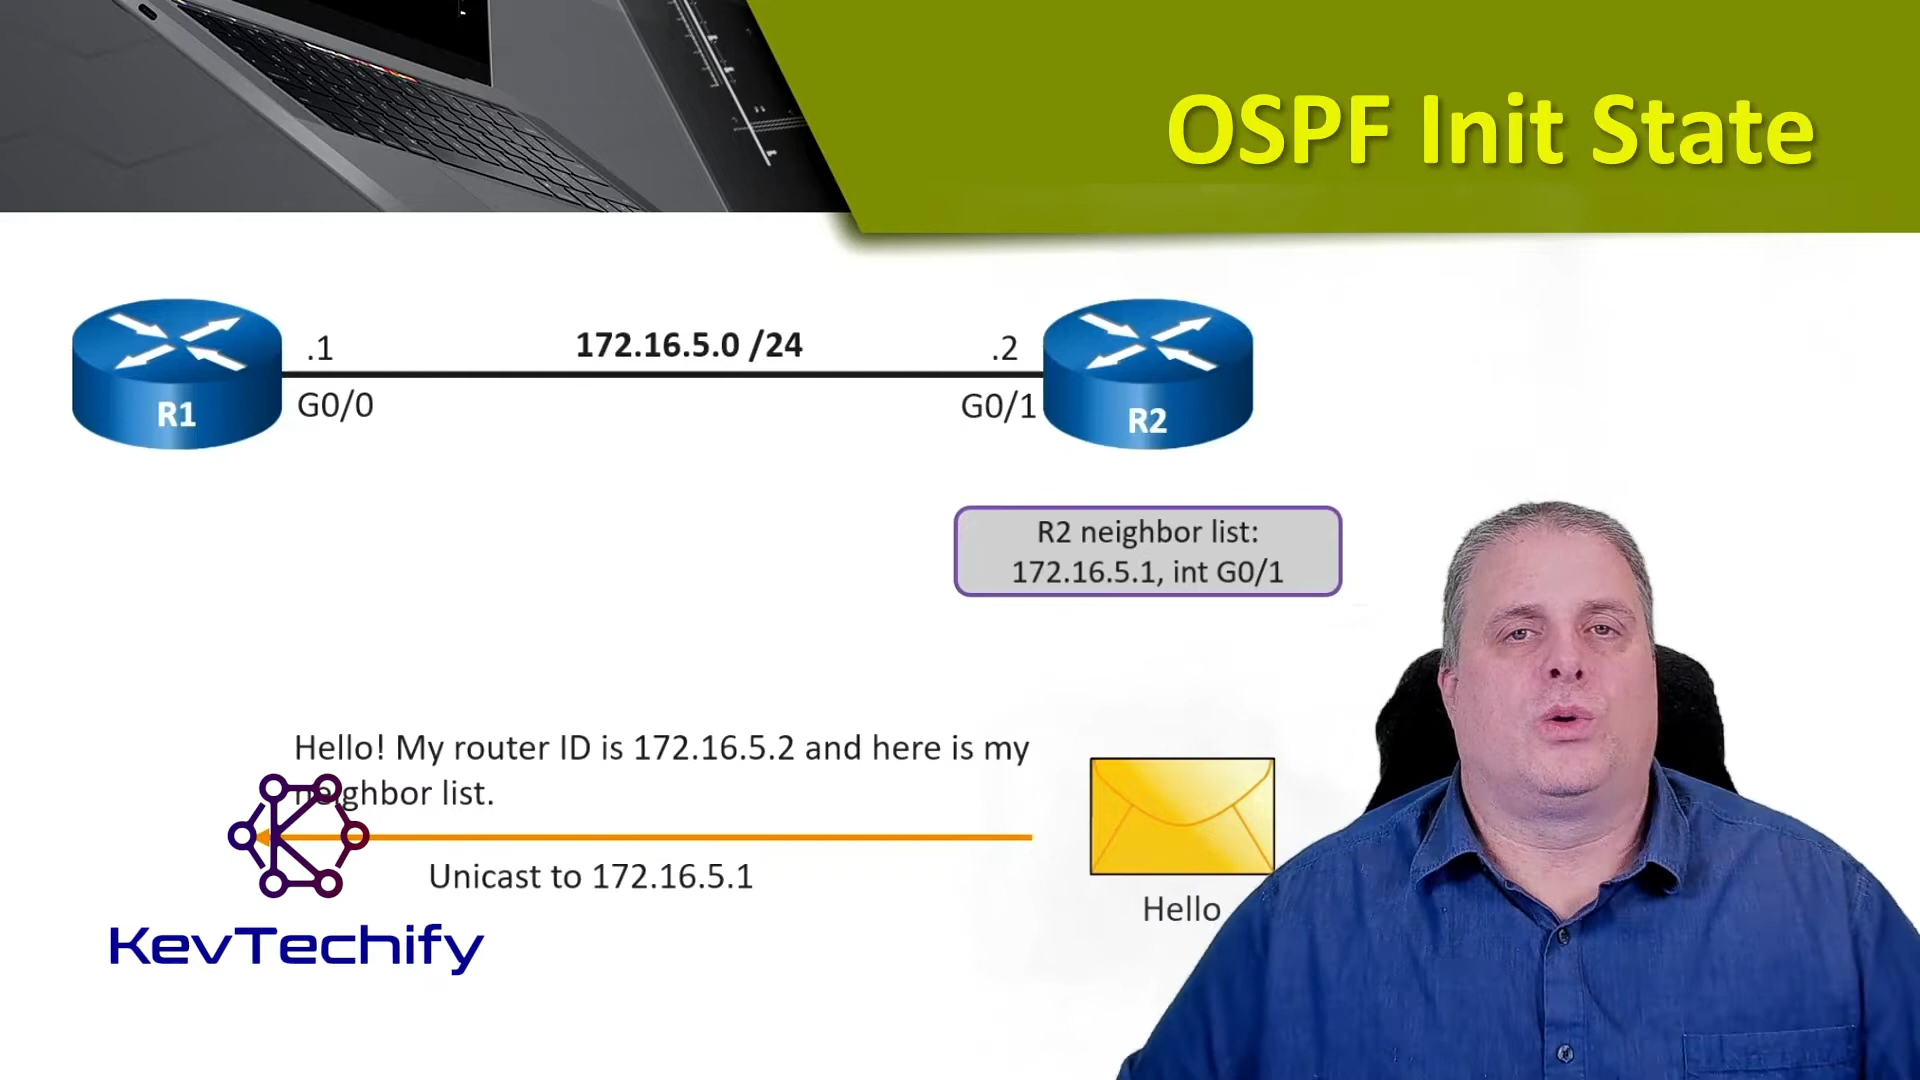 OSPF Init State
.1
172.16.5.0 /24
.2
G0/0
G0/1
R1
R2
R2 neighbor list:
172.16.5.1, int G0/1
Hello! My router ID is 172.16.5.2 and here is my
neighbor list.
Unicast to 172.16.5.1
Hello
KevTechify